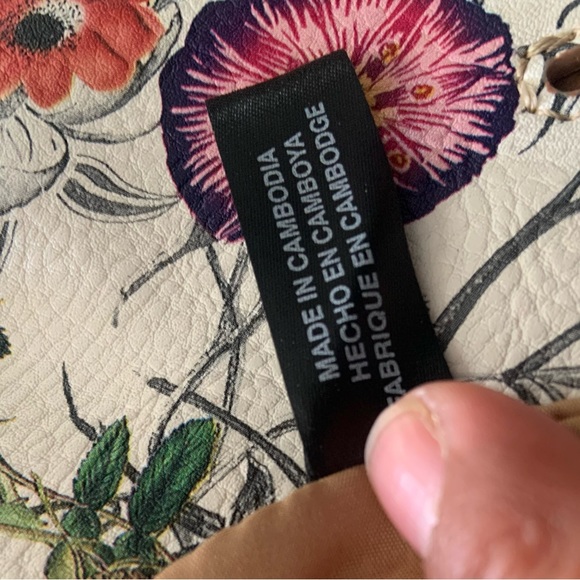 MADE IN CAMBODIA
HECHO EN CAMBOYA
FABRIQUE EN CAMBODGE